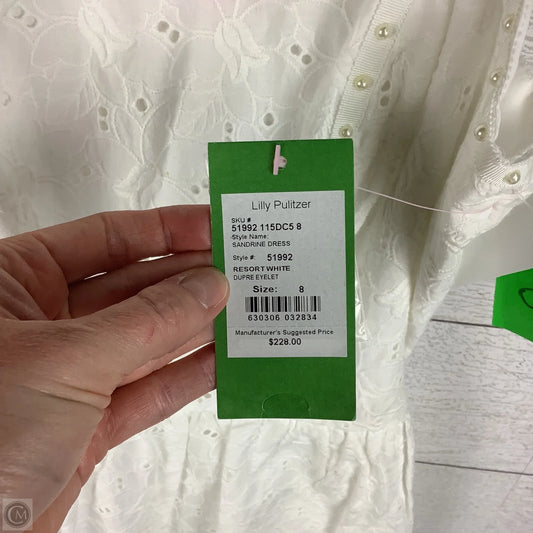 Lilly Pulitzer
SKU #
51992 115DC5 8
Style Name:
SANDRINE DRESS
Style #: 51992
RESORT WHITE
DUPRE EYELET
Size: 8
630306 032834
Manufacturer's Suggested Price
$228.00
CM